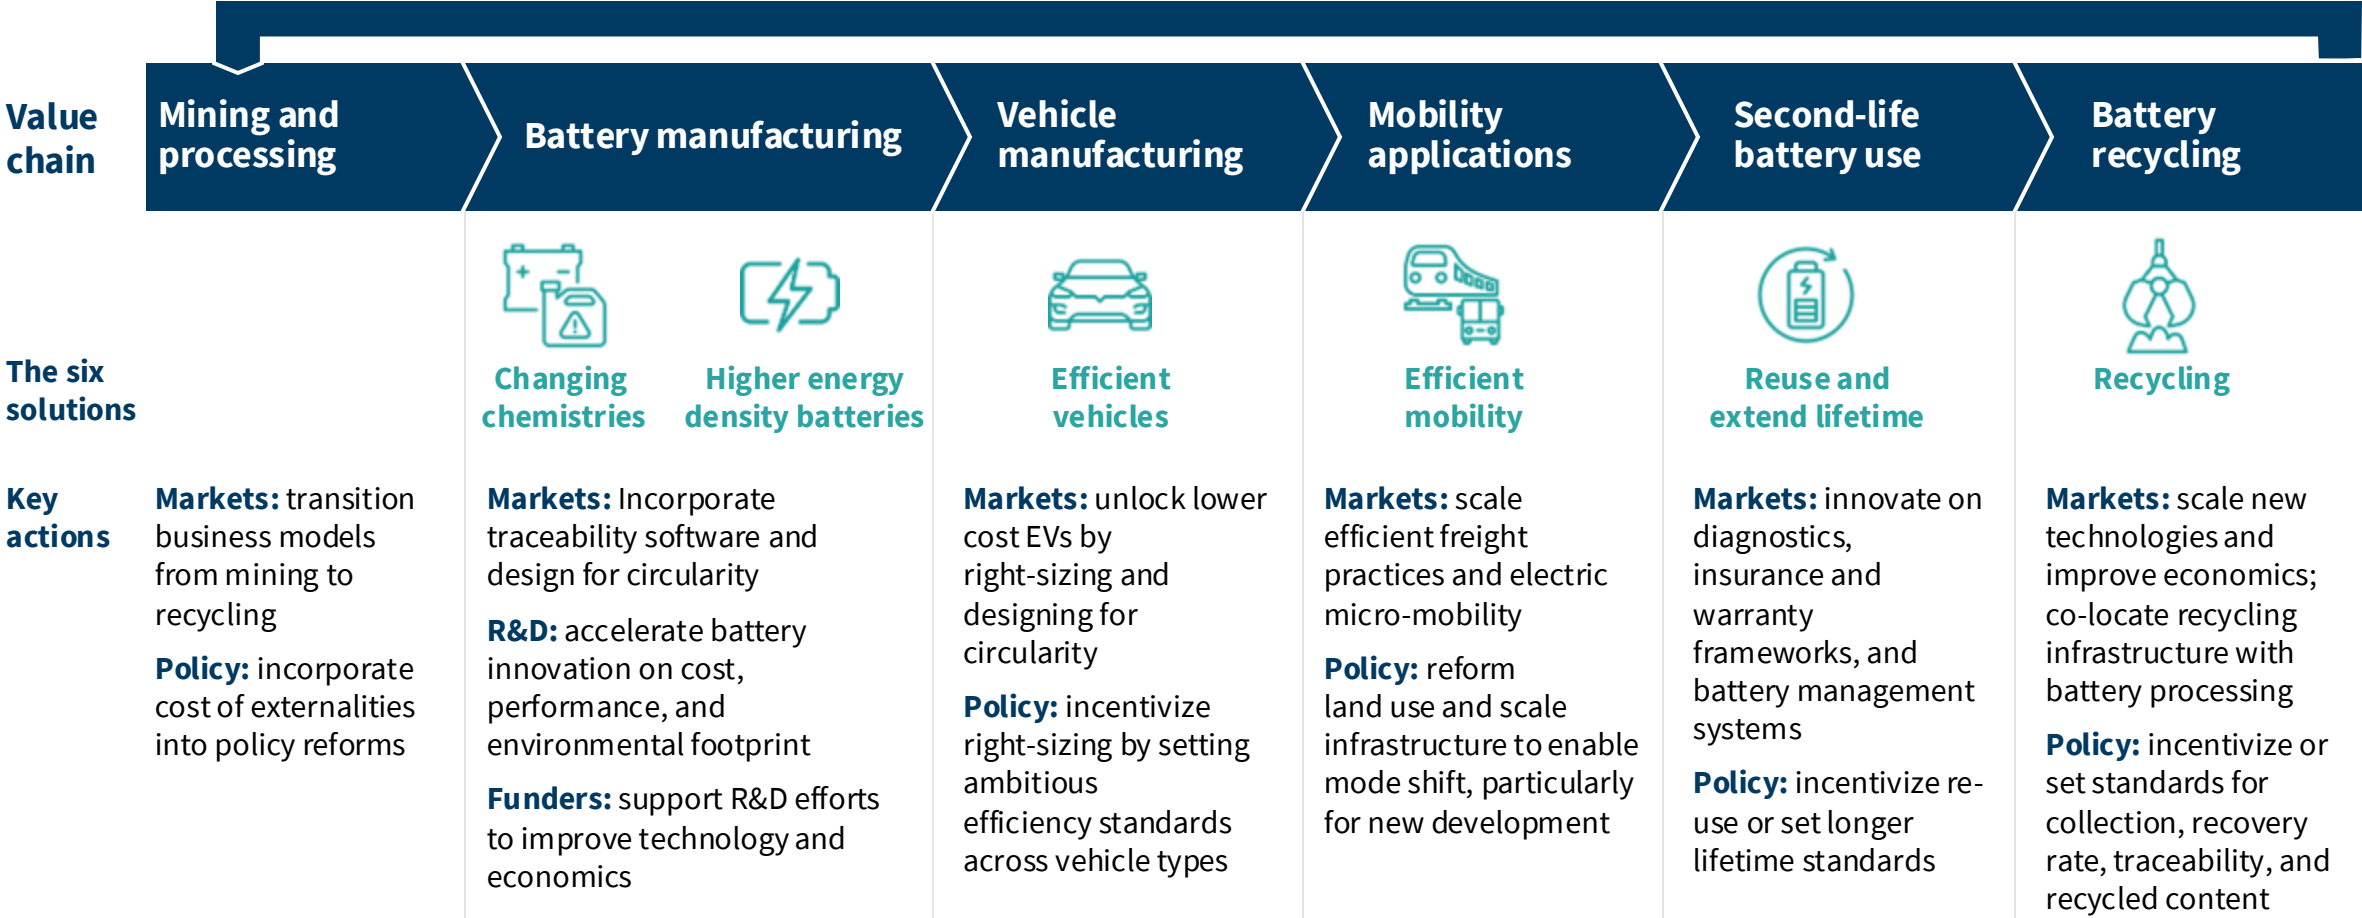 Value
chain
Mining and
processing
Battery manufacturing
Vehicle
manufacturing
Mobility
applications
Second-life
battery use
Battery
recycling
The six
solutions
Changing
chemistries
Higher energy
density batteries
Efficient
vehicles
Efficient
mobility
Reuse and
extend lifetime
Recycling
Key
actions
Markets: transition
business models
from mining to
recycling
Policy: incorporate
cost of externalities
into policy reforms
Markets: Incorporate
traceability software and
design for circularity
R&D: accelerate battery
innovation on cost,
performance, and
environmental footprint
Funders: support R&D efforts
to improve technology and
economics
Markets: unlock lower
cost EVs by
right-sizing and
designing for
circularity
Policy: incentivize
right-sizing by setting
ambitious
efficiency standards
across vehicle types
Markets: scale
efficient freight
practices and electric
micro-mobility
Policy: reform
land use and scale
infrastructure to enable
mode shift, particularly
for new development
Markets: innovate on
diagnostics,
insurance and
warranty
frameworks, and
battery management
systems
Policy: incentivize re-
use or set longer
lifetime standards
Markets: scale new
technologies and
improve economics;
co-locate recycling
infrastructure with
battery processing
Policy: incentivize or
set standards for
collection, recovery
rate, traceability, and
recycled content